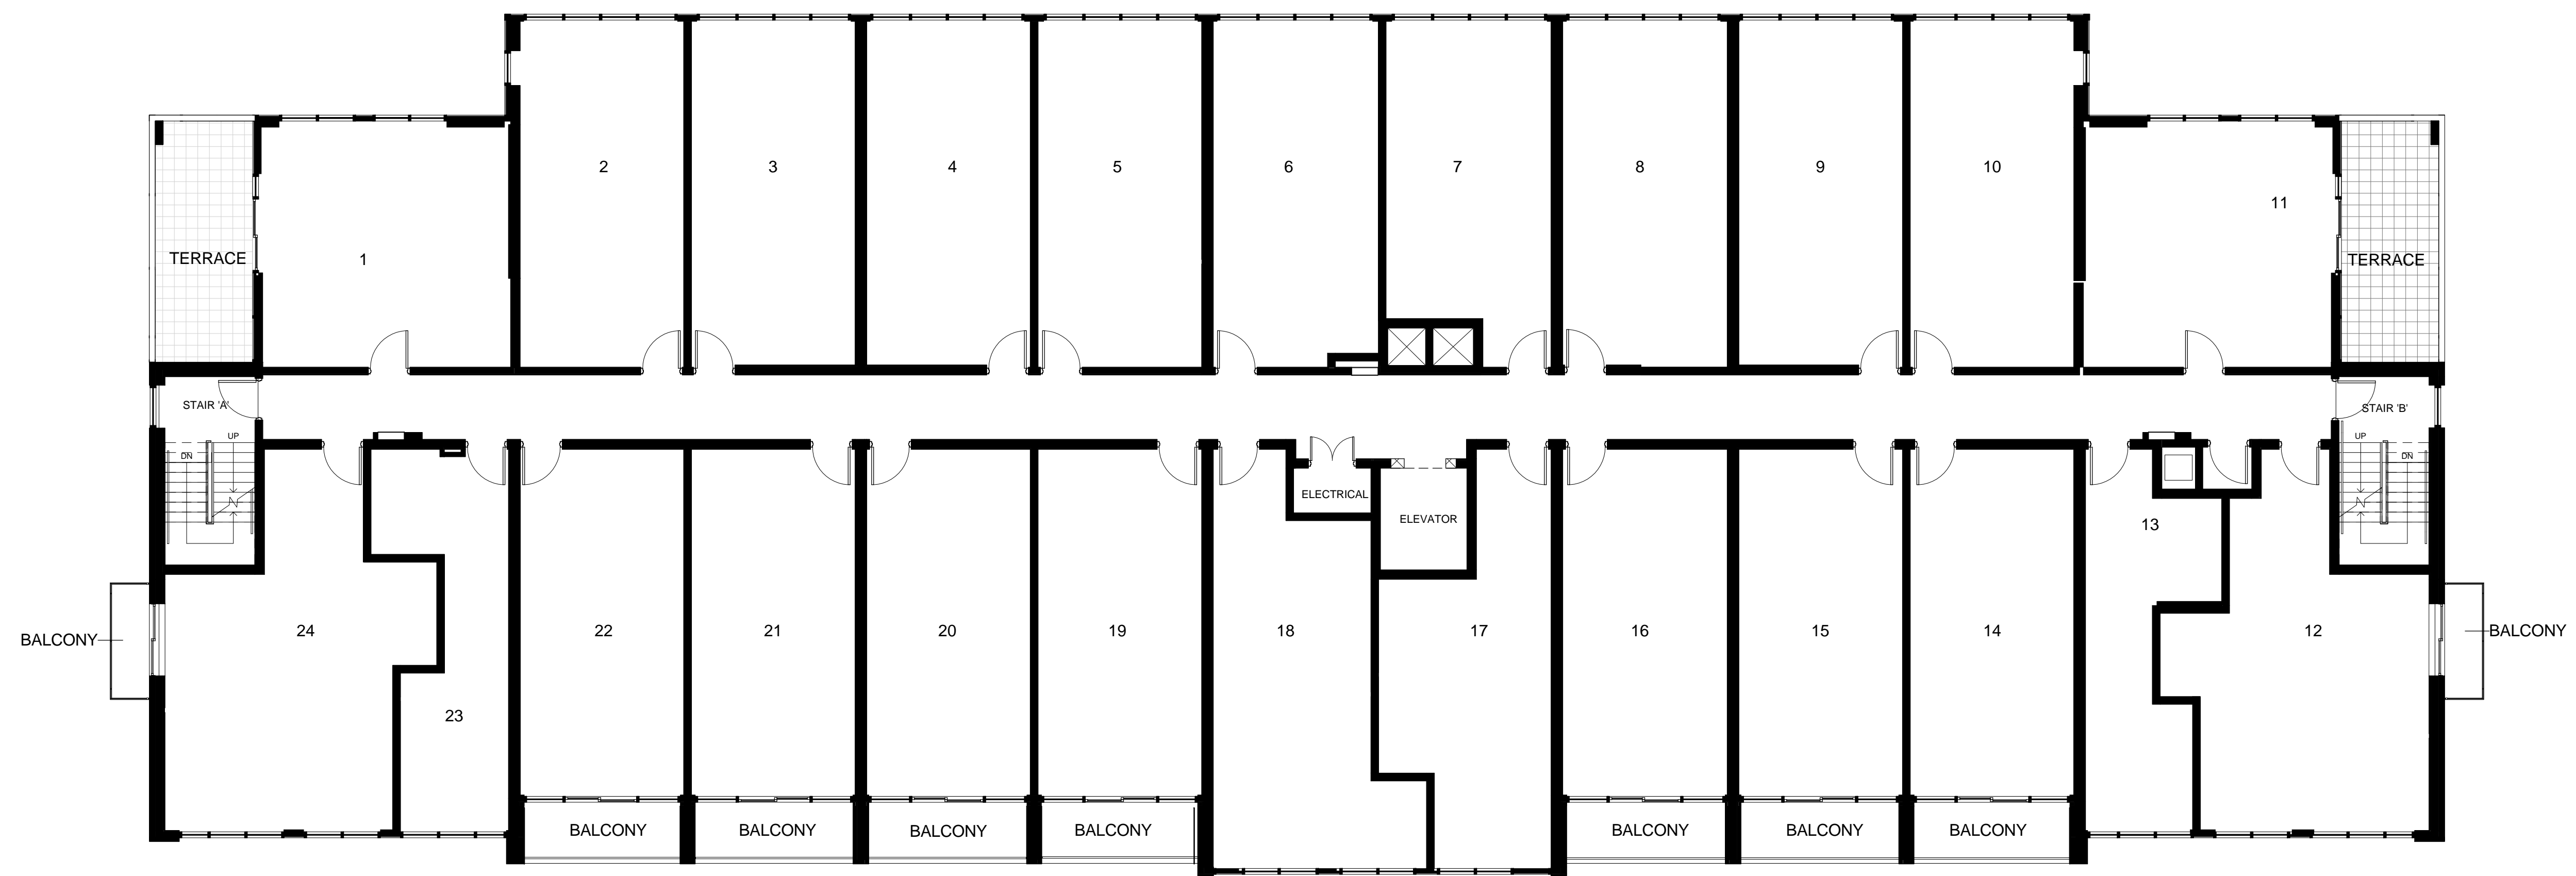 2
3
4
5
6
7
8
9
10
11
TERRACE
1
TERRACE
STAIR 'A'
STAIR 'B'
UP
DN
UP
DN
ELECTRICAL
ELEVATOR
13
BALCONY
24
22
21
20
19
18
17
16
15
14
12
BALCONY
23
BALCONY
BALCONY
BALCONY
BALCONY
BALCONY
BALCONY
BALCONY